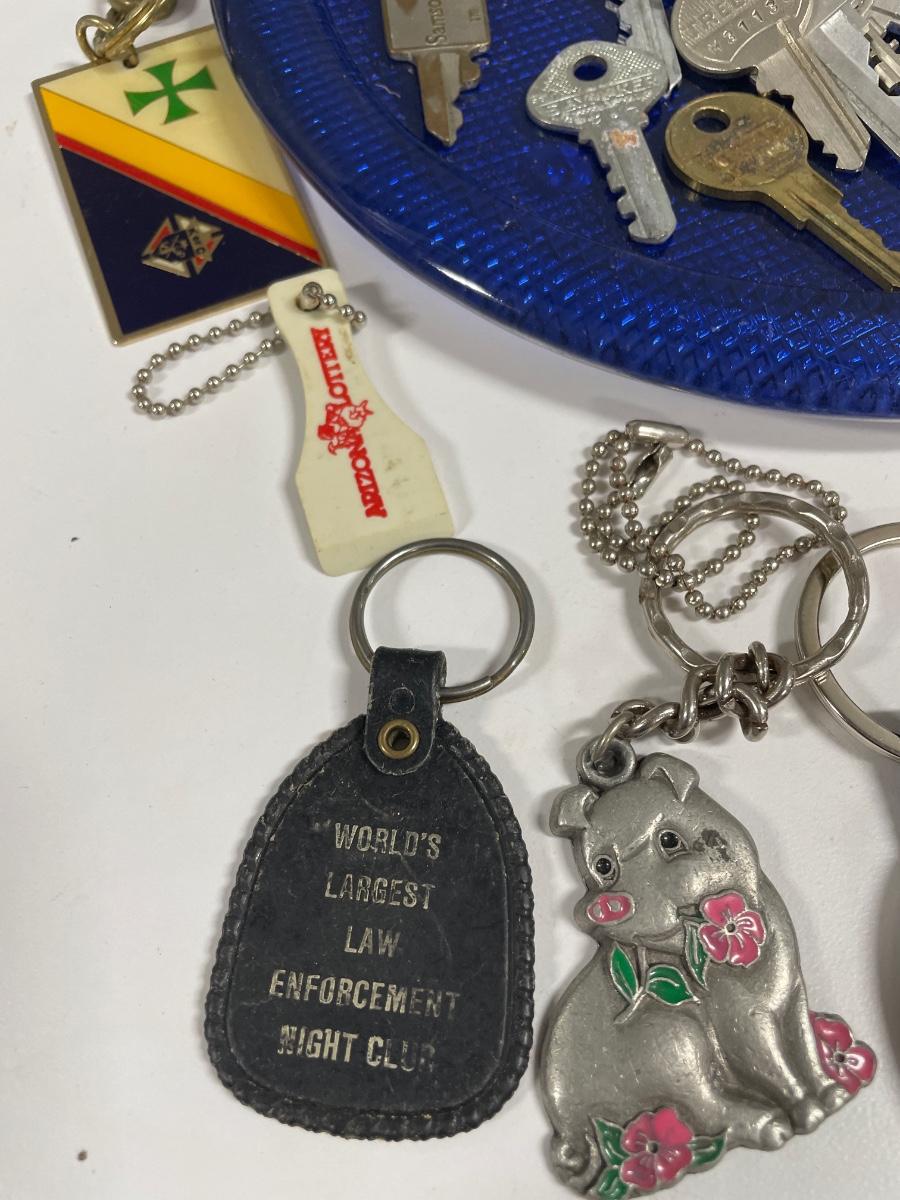 ARIZONA LOTTERY
"WORLD'S
LARGEST
LAW
ENFORCEMENT
NIGHT CLUB